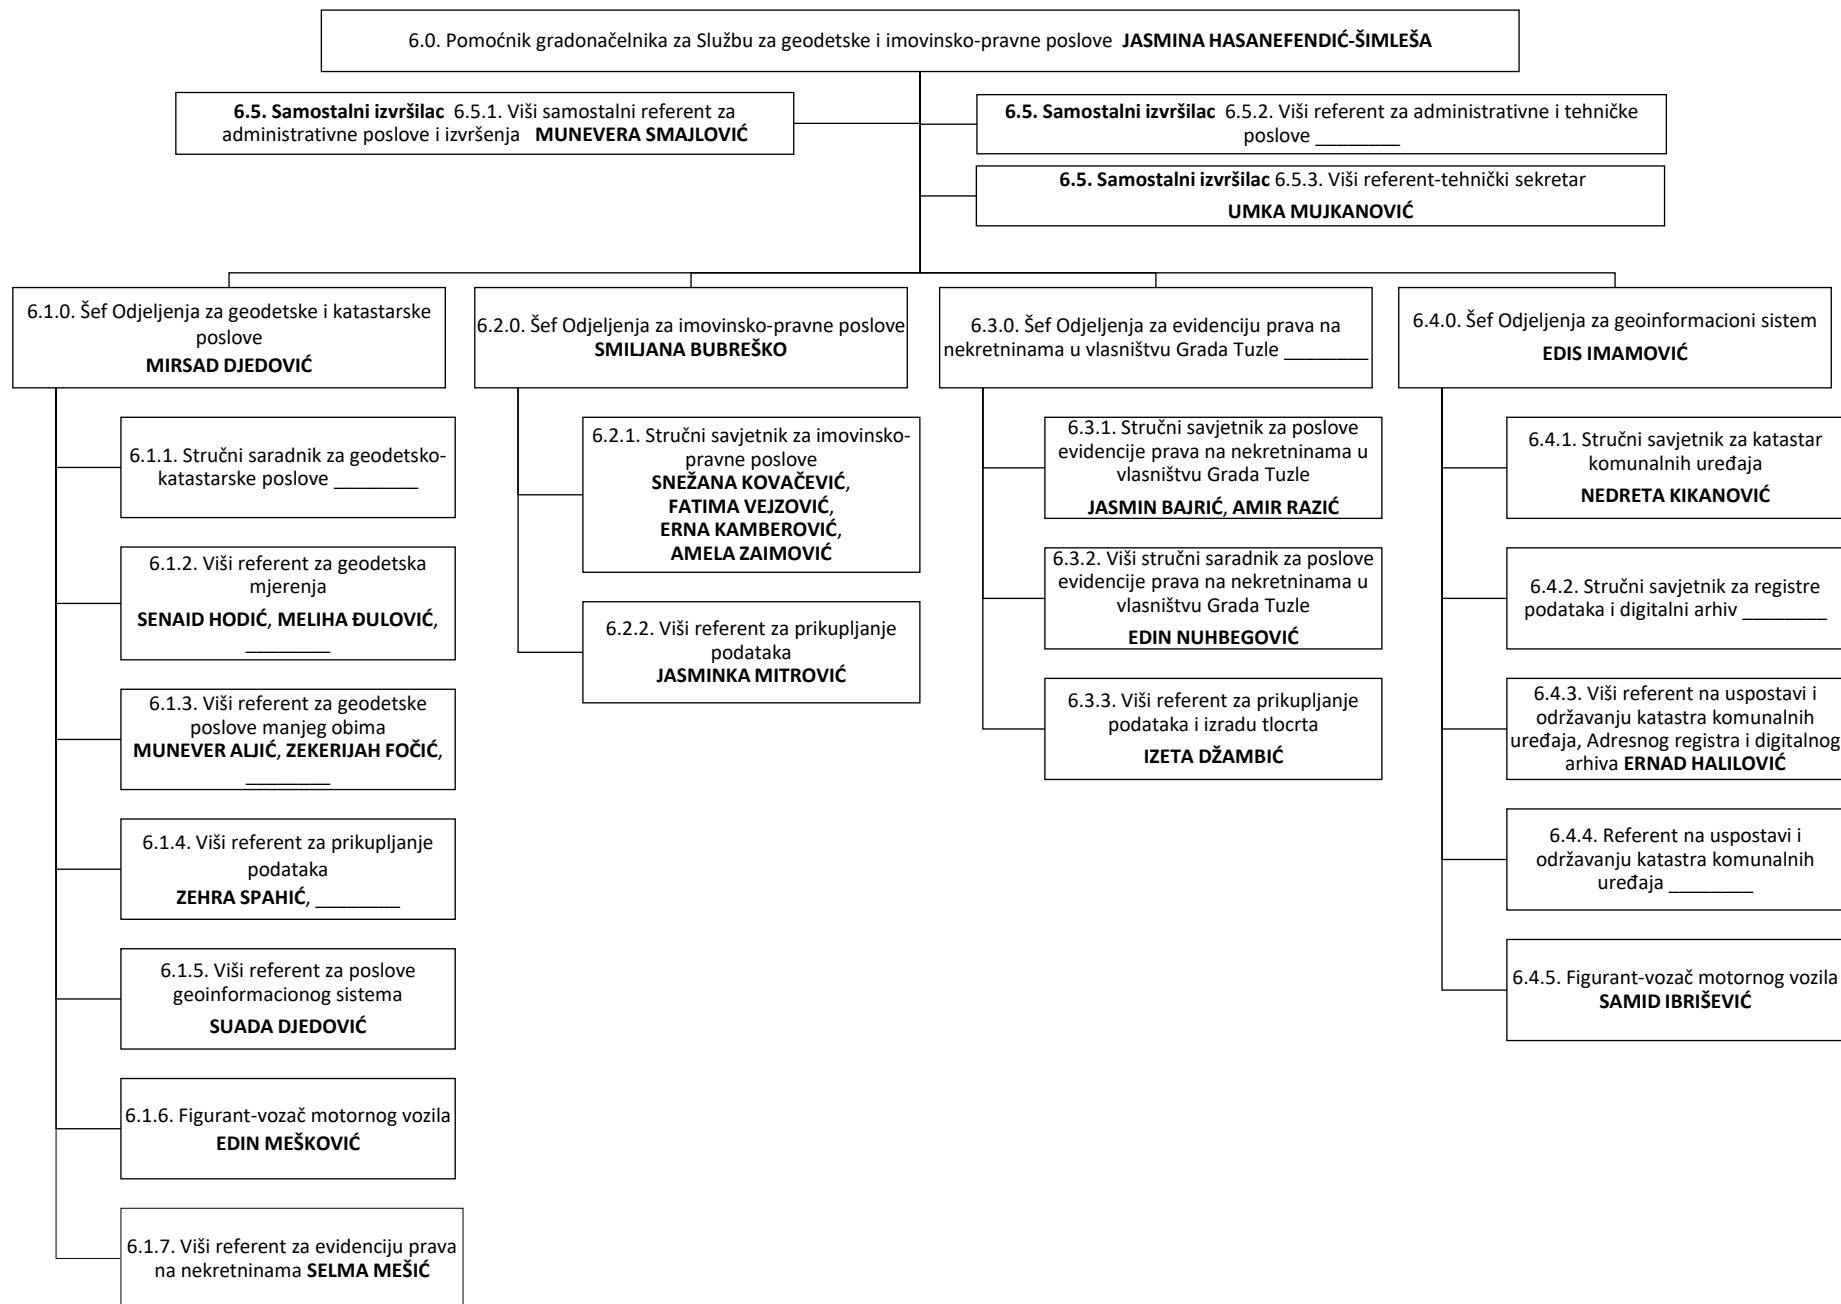 6.0. Pomoćnik gradonačelnika za Službu za geodetske i imovinsko-pravne poslove JASMINA HASANEFENDIĆ-ŠIMLEŠA
6.5. Samostalni izvršilac 6.5.1. Viši samostalni referent za
administrativne poslove i izvršenja MUNEVERA SMAJLOVIĆ
6.5. Samostalni izvršilac 6.5.2. Viši referent za administrativne i tehničke
poslove ________
6.5. Samostalni izvršilac 6.5.3. Viši referent-tehnički sekretar
UMKA MUJKANOVIĆ
6.1.0. Šef Odjeljenja za geodetske i katastarske
poslove
MIRSAD DJEDOVIĆ
6.1.1. Stručni saradnik za geodetsko-
katastarske poslove ________
6.1.2. Viši referent za geodetska
mjerenja
SENAID HODIĆ, MELIHA ĐULOVIĆ,
________
6.1.3. Viši referent za geodetske
poslove manjeg obima
MUNEVER ALJIĆ, ZEKERIJAH FOČIĆ,
________
6.1.4. Viši referent za prikupljanje
podataka
ZEHRA SPAHIĆ, ________
6.1.5. Viši referent za poslove
geoinformacionog sistema
SUADA DJEDOVIĆ
6.1.6. Figurant-vozač motornog vozila
EDIN MEŠKOVIĆ
6.1.7. Viši referent za evidenciju prava
na nekretninama SELMA MEŠIĆ
6.2.0. Šef Odjeljenja za imovinsko-pravne poslove
SMILJANA BUBREŠKO
6.2.1. Stručni savjetnik za imovinsko-
pravne poslove
SNEŽANA KOVAČEVIĆ,
FATIMA VEJZOVIĆ,
ERNA KAMBEROVIĆ,
AMELA ZAIMOVIĆ
6.2.2. Viši referent za prikupljanje
podataka
JASMINKA MITROVIĆ
6.3.0. Šef Odjeljenja za evidenciju prava na
nekretninama u vlasništvu Grada Tuzle ________
6.3.1. Stručni savjetnik za poslove
evidencije prava na nekretninama u
vlasništvu Grada Tuzle
JASMIN BAJRIĆ, AMIR RAZIĆ
6.3.2. Viši stručni saradnik za poslove
evidencije prava na nekretninama u
vlasništvu Grada Tuzle
EDIN NUHBEGOVIĆ
6.3.3. Viši referent za prikupljanje
podataka i izradu tlocrta
IZETA DŽAMBIĆ
6.4.0. Šef Odjeljenja za geoinformacioni sistem
EDIS IMAMOVIĆ
6.4.1. Stručni savjetnik za katastar
komunalnih uređaja
NEDRETA KIKANOVIĆ
6.4.2. Stručni savjetnik za registre
podataka i digitalni arhiv ________
6.4.3. Viši referent na uspostavi i
održavanju katastra komunalnih
uređaja, Adresnog registra i digitalnog
arhiva ERNAD HALILOVIĆ
6.4.4. Referent na uspostavi i
održavanju katastra komunalnih
uređaja ________
6.4.5. Figurant-vozač motornog vozila
SAMID IBRIŠEVIĆ